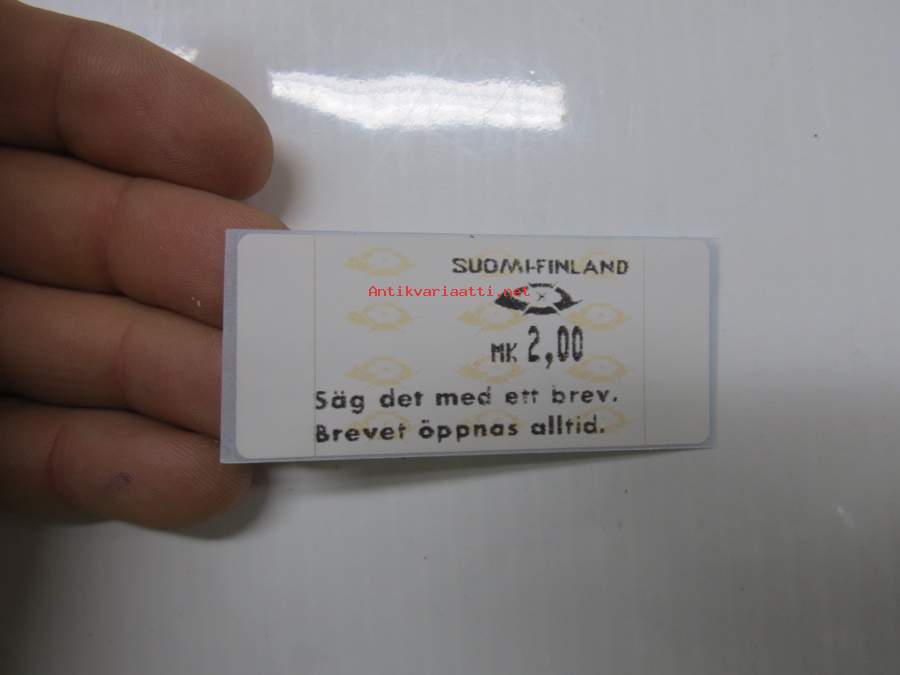 SUOMI-FINLAND
Antikvariaatti.net
MK 2,00
Säg det med ett brev.
Brevet öppnas alltid.